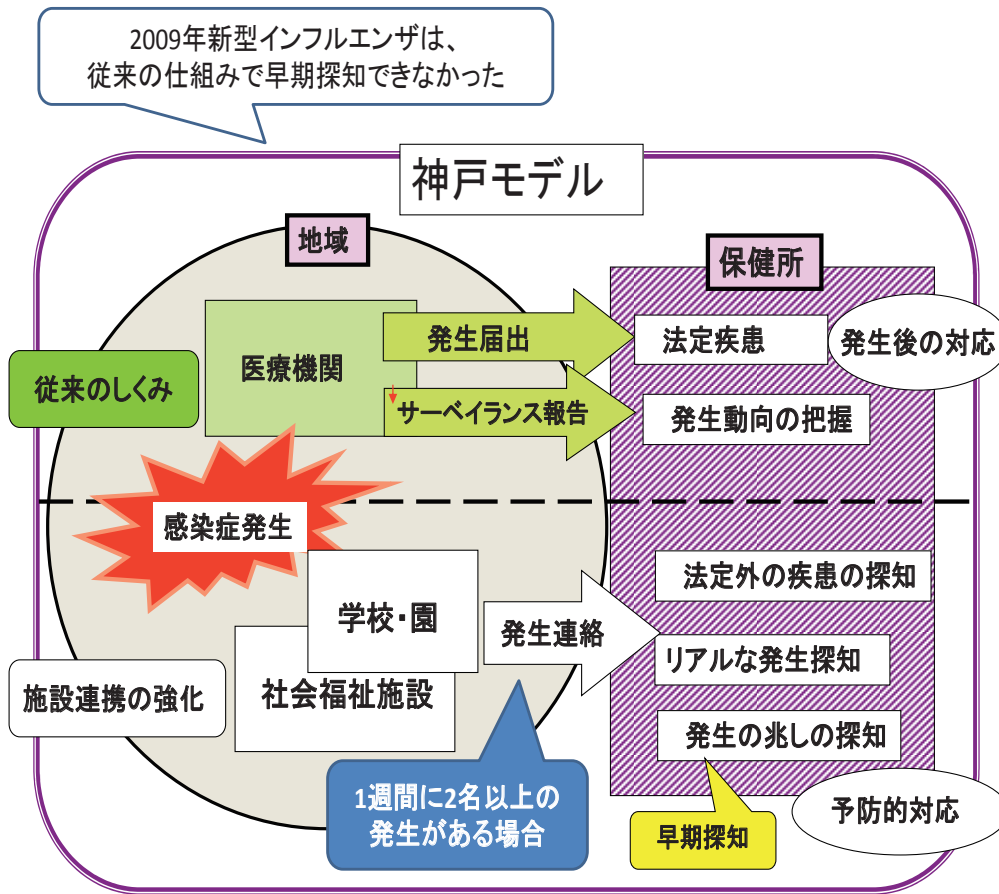 2009年新型インフルエンザは、
従来の仕組みで早期探知できなかった
神戸モデル
地域
保健所
医療機関
発生届出
法定疾患
発生後の対応
従来のしくみ
サーベイランス報告
発生動向の把握
感染症発生
法定外の疾患の探知
学校・園
発生連絡
リアルな発生探知
施設連携の強化
社会福祉施設
発生の兆しの探知
1週間に2名以上の
発生がある場合
早期探知
予防的対応